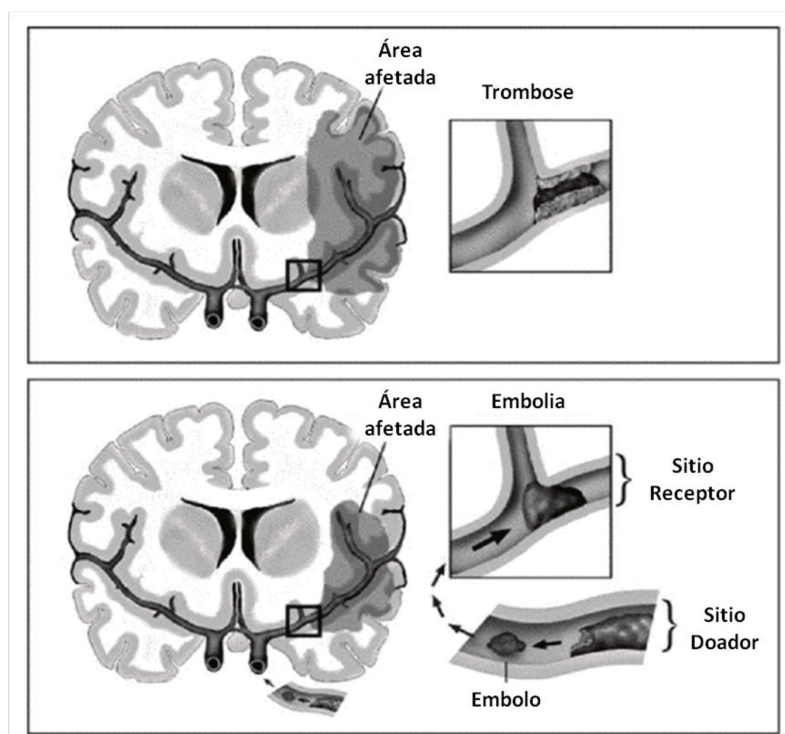 Área
afetada
Trombose
Área
afetada
Embolia
Sitio
Receptor
Sitio
Doador
Embolo